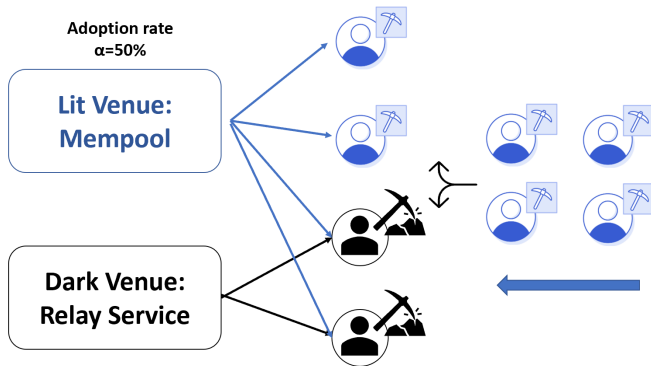 Adoption rate
α=50%
Lit Venue:
Mempool
Dark Venue:
Relay Service